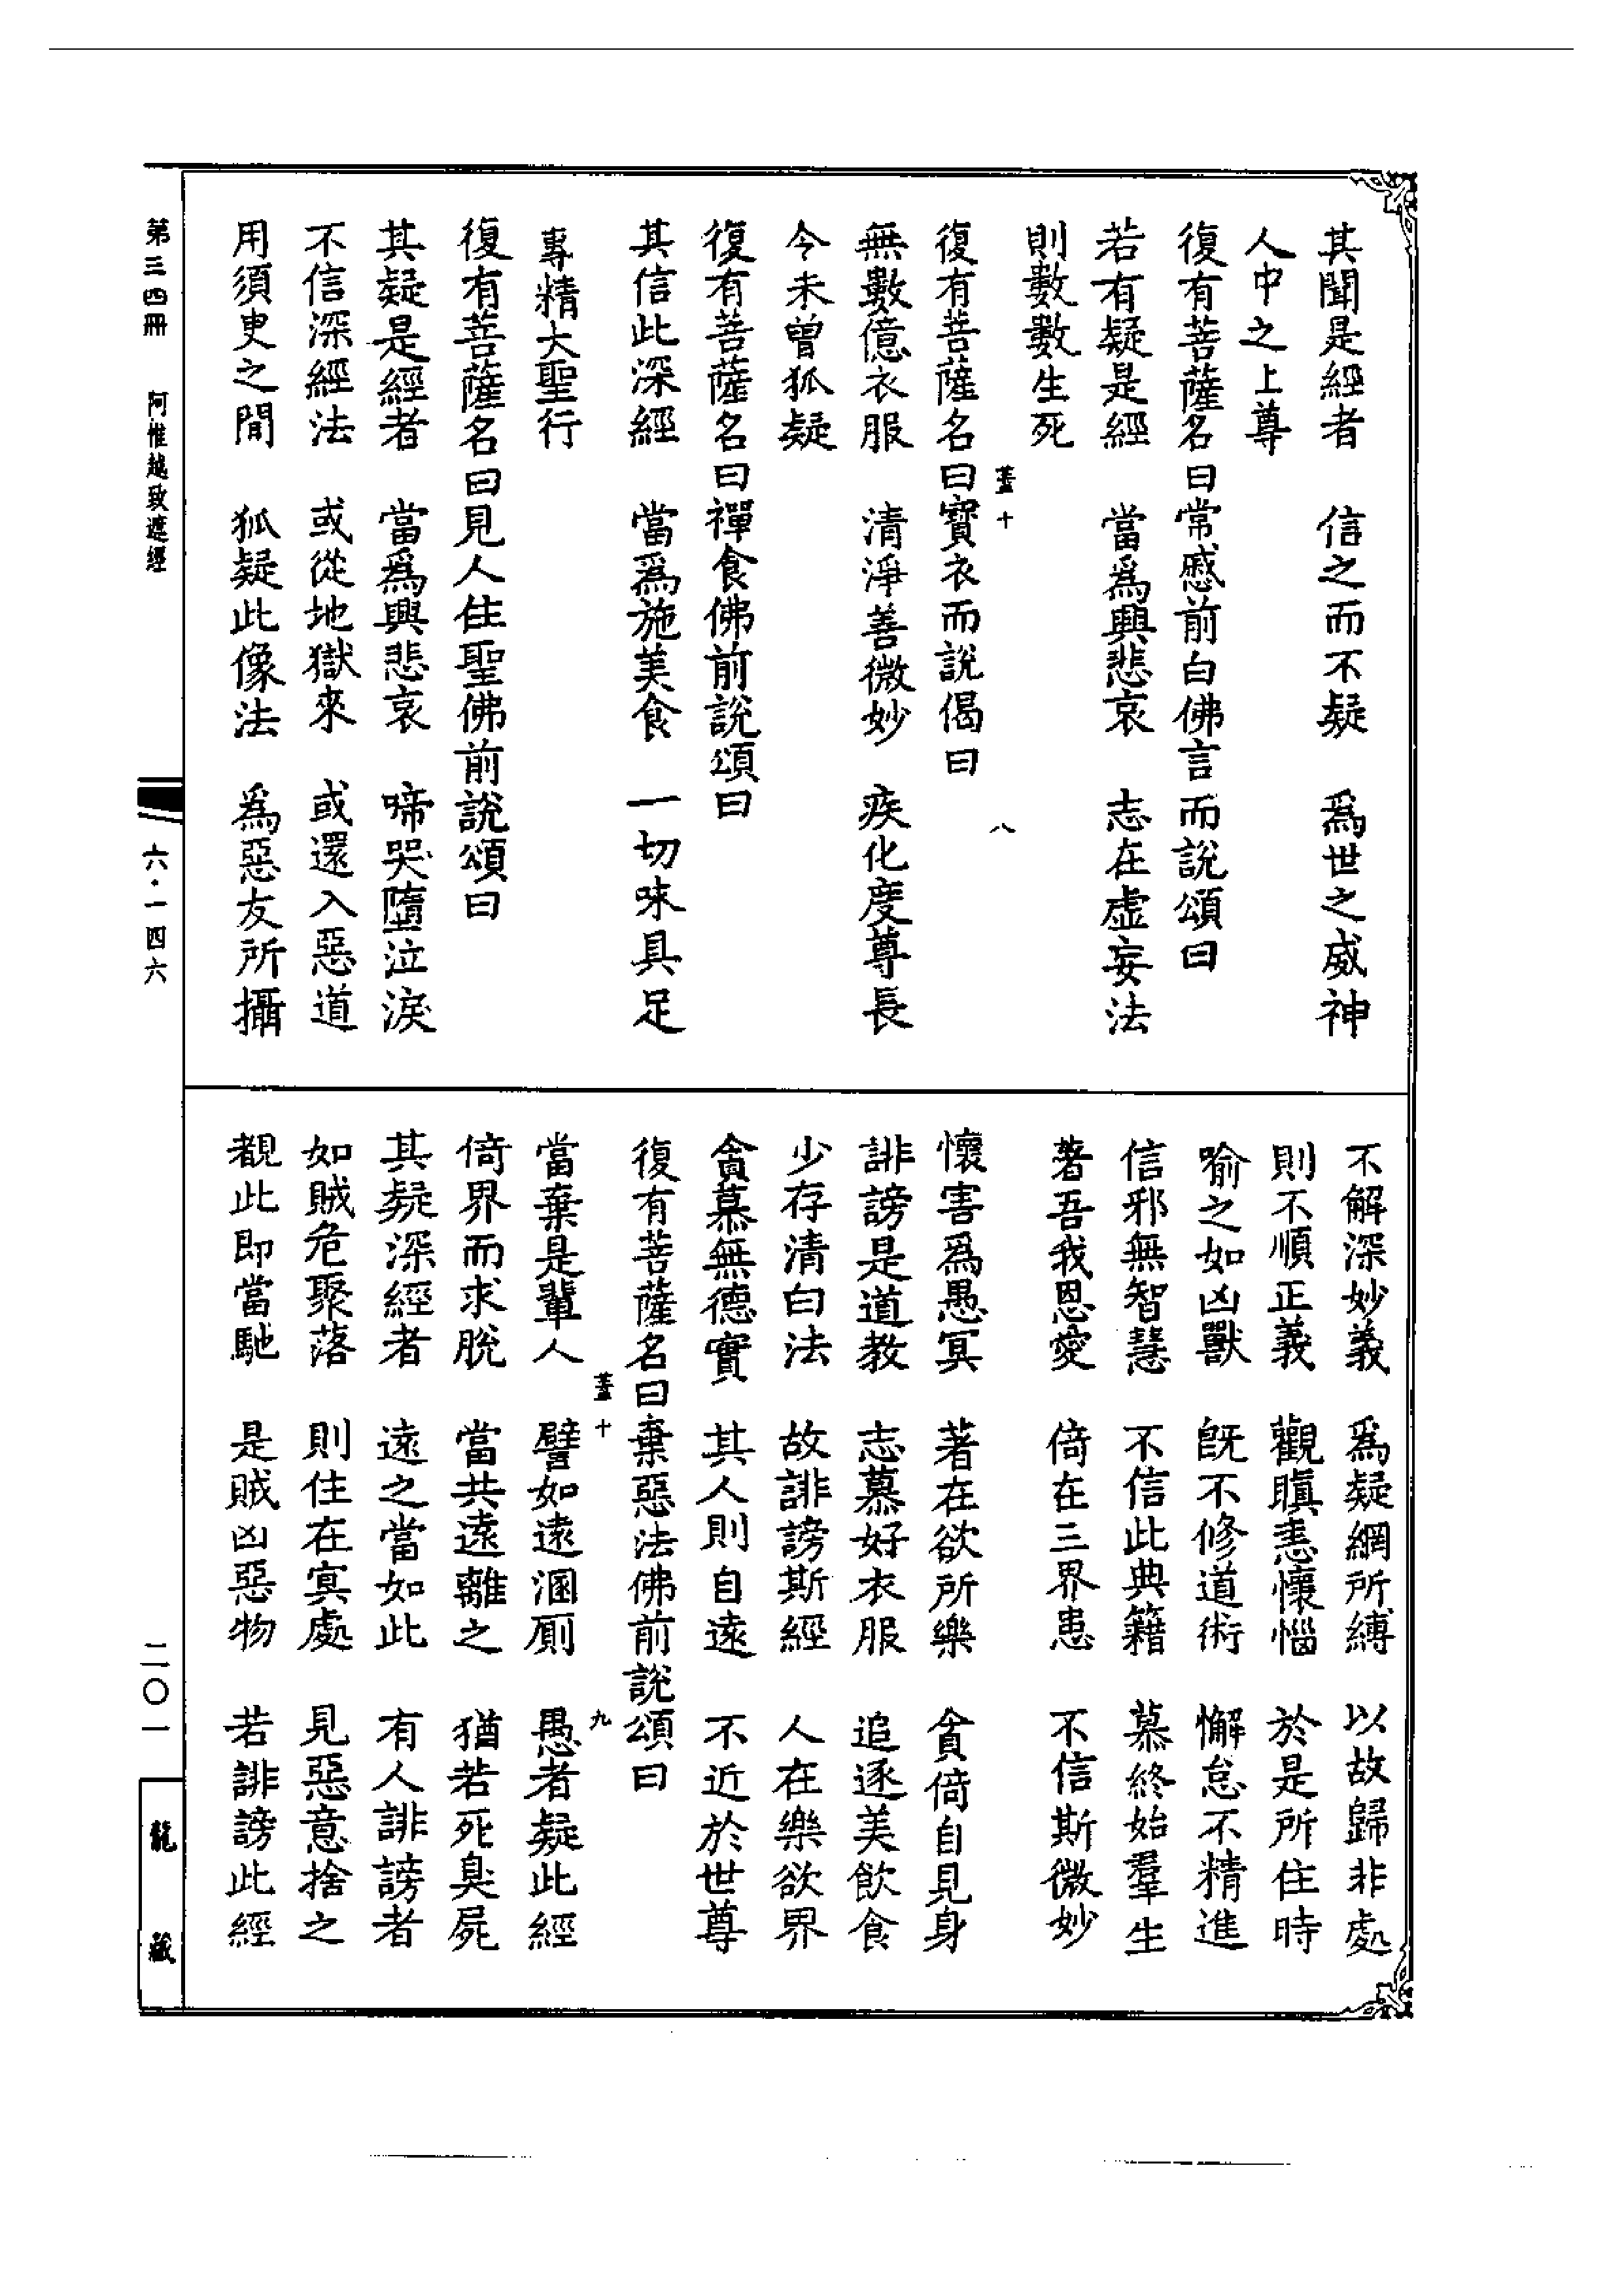 其聞是經者　信之而不疑　爲世之威神
人中之上尊
復有菩薩名曰常慼前白佛言而說頌曰
若有疑是經　當爲興悲哀　志在虛妄法
則數數生死
蓋十　八
復有菩薩名曰寶衣而說偈曰
無數億衣服　清淨善微妙　疾化度尊長
今未曾狐疑
復有菩薩名曰禪食佛前說頌曰
其信此深經　當爲施美食　一切味具足
專精大聖行
復有菩薩名曰見人住聖佛前說頌曰
其疑是經者　當爲興悲哀　啼哭墮泣淚
不信深經法　或從地獄來　或還入惡道
用須臾之間　狐疑此像法　為惡友所攝
不解深妙義　爲疑網所縛　以故歸非處
則不順正義　觀瞋恚懷惱　於是所住時
喻之如凶獸　旣不修道術　懈怠不精進
信邪無智慧　不信此典籍　慕終始羣生
著吾我恩愛　倚在三界患　不信斯微妙
懷害爲愚冥　著在欲所樂　貪倚自見身
誹謗是道教　志慕好衣服　追逐美飲食
少存清白法　故誹謗斯經　人在樂欲界
貪慕無德實　其人則自遠　不近於世尊
復有菩薩名曰棄惡法佛前說頌曰
蓋十　九
當棄是輩人　譬如遠溷廁　愚者疑此經
倚界而求脫　當共遠離之　猶若死臭屍
其疑深經者　遠之當如此　有人誹謗者
如賊危聚落　則住在冥處　見惡意捨之
覩此即當馳　是賊凶惡物　若誹謗此經
第三四冊　阿惟越致遮經　六·一四六　二〇一　龍藏